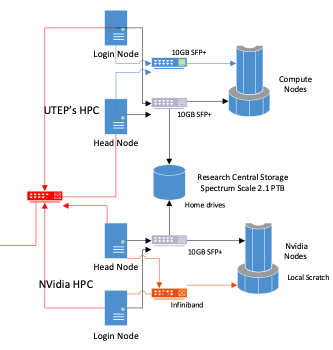 Login Node
10GB SFP+
UTEP's HPC
Compute
Nodes
10GB SFP+
Head Node
Research Central Storage
Spectrum Scale 2.1 PTB
Home drives
Nvidia
Nodes
10GB SFP+
Head Node
Local Scratch
NVidia HPC
Infiniband
Login Node